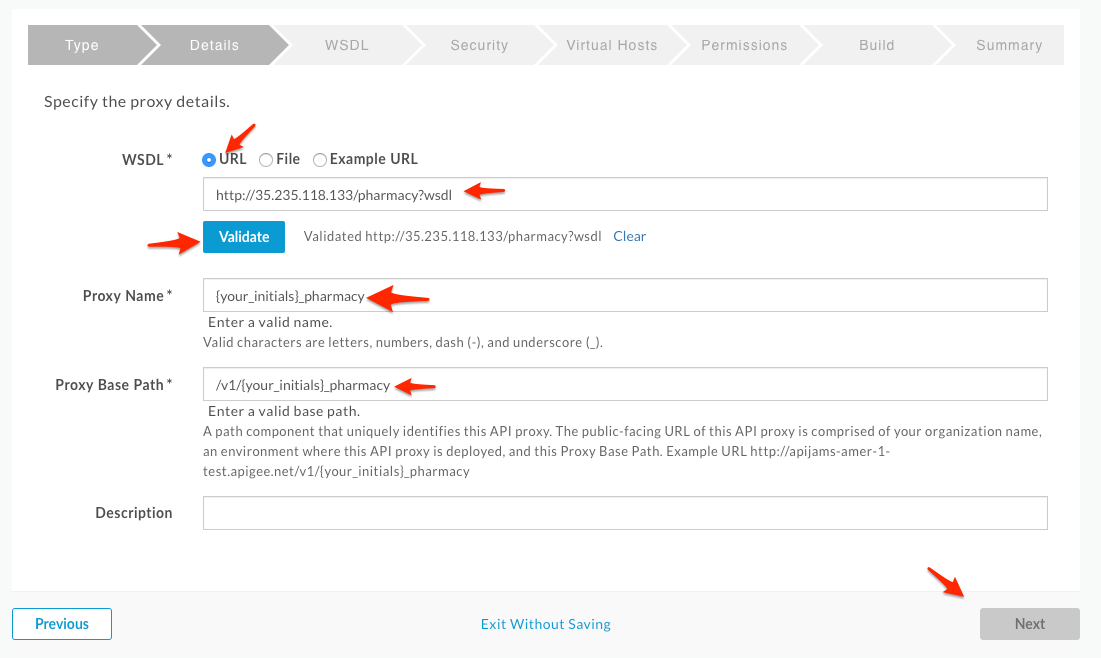 Type Details WSDL Security Virtual Hosts Permissions Build Summary
Specify the proxy details.
WSDL * URL File Example URL
http://35.235.118.133/pharmacy?wsdl
Validate Validated http://35.235.118.133/pharmacy?wsdl Clear
Proxy Name * {your_initials}_pharmacy
Enter a valid name.
Valid characters are letters, numbers, dash (-), and underscore (_).
Proxy Base Path * /v1/{your_initials}_pharmacy
Enter a valid base path.
A path component that uniquely identifies this API proxy. The public-facing URL of this API proxy is comprised of your organization name,
an environment where this API proxy is deployed, and this Proxy Base Path. Example URL http://apijams-amer-1-
test.apigee.net/v1/{your_initials}_pharmacy
Description
Previous Exit Without Saving Next